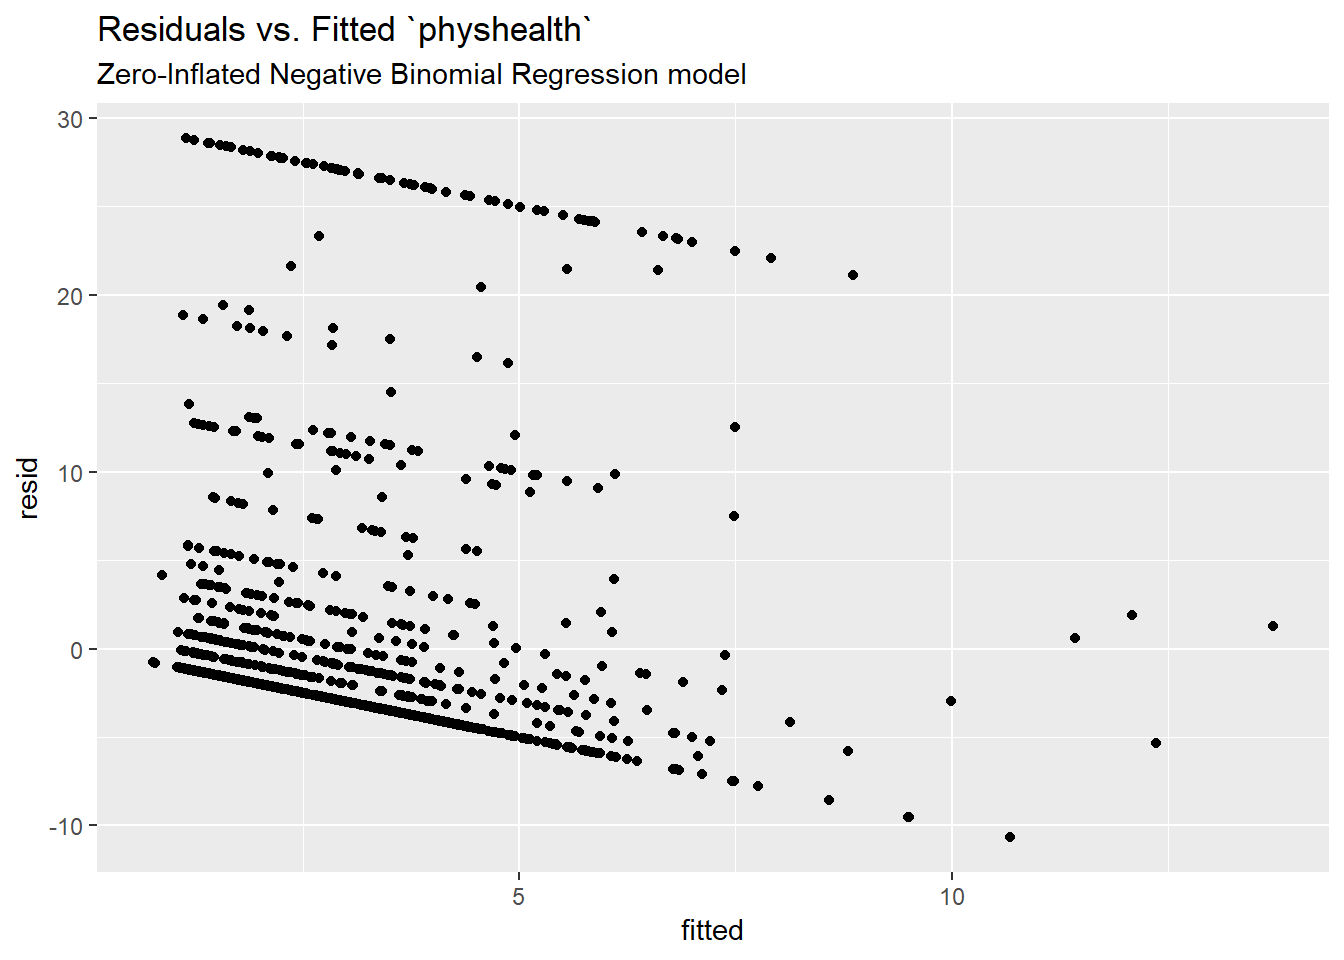 Residuals vs. Fitted `physhealth`
Zero-Inflated Negative Binomial Regression model
30
20
10
0
-10
resid
5
10
fitted